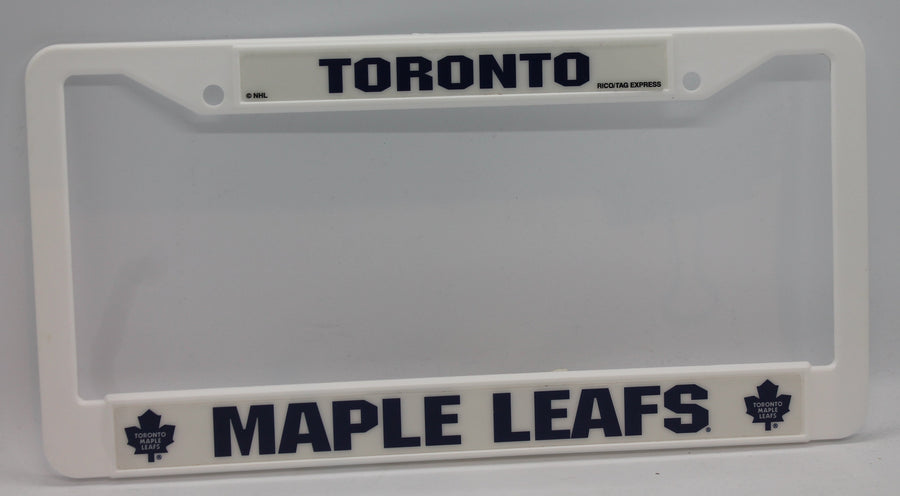 TORONTO
© NHL
RICO/TAG EXPRESS
TORONTO
MAPLE
LEAFS
®
MAPLE LEAFS®
TORONTO
MAPLE
LEAFS
®